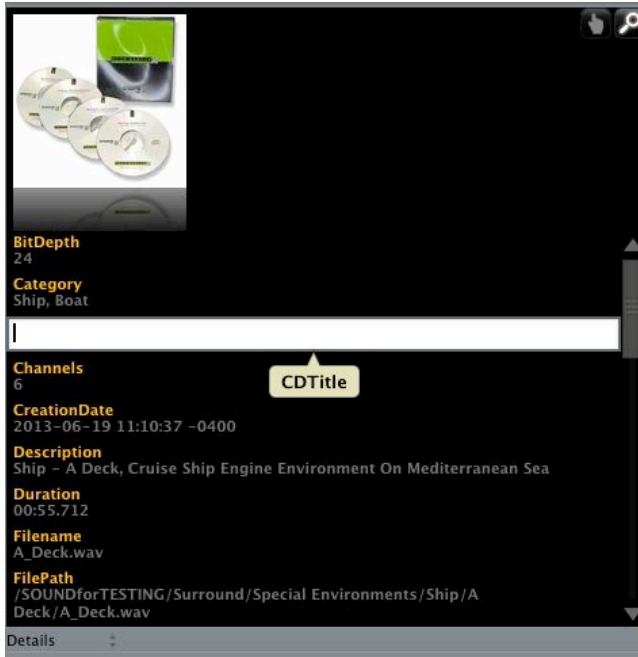 BitDepth
24
Category
Ship, Boat
CDTitle
Channels
6
CreationDate
2013-06-19 11:10:37 -0400
Description
Ship - A Deck, Cruise Ship Engine Environment On Mediterranean Sea
Duration
00:55.712
Filename
A_Deck.wav
FilePath
/SOUNDforTESTING/Surround/Special Environments/Ship/A
Deck/A_Deck.wav
Details